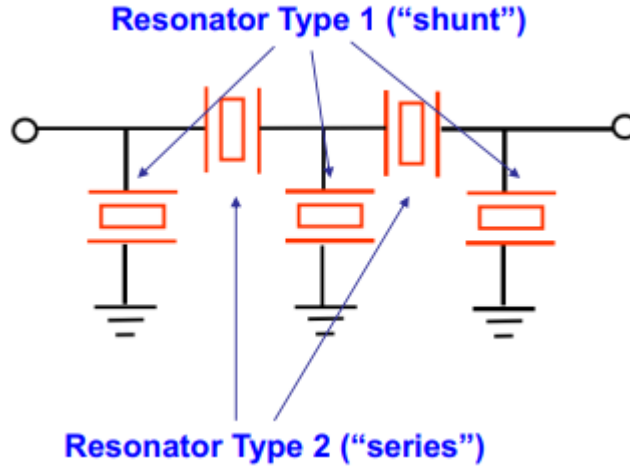 Resonator Type 1 (“shunt”)
Resonator Type 2 (“series”)